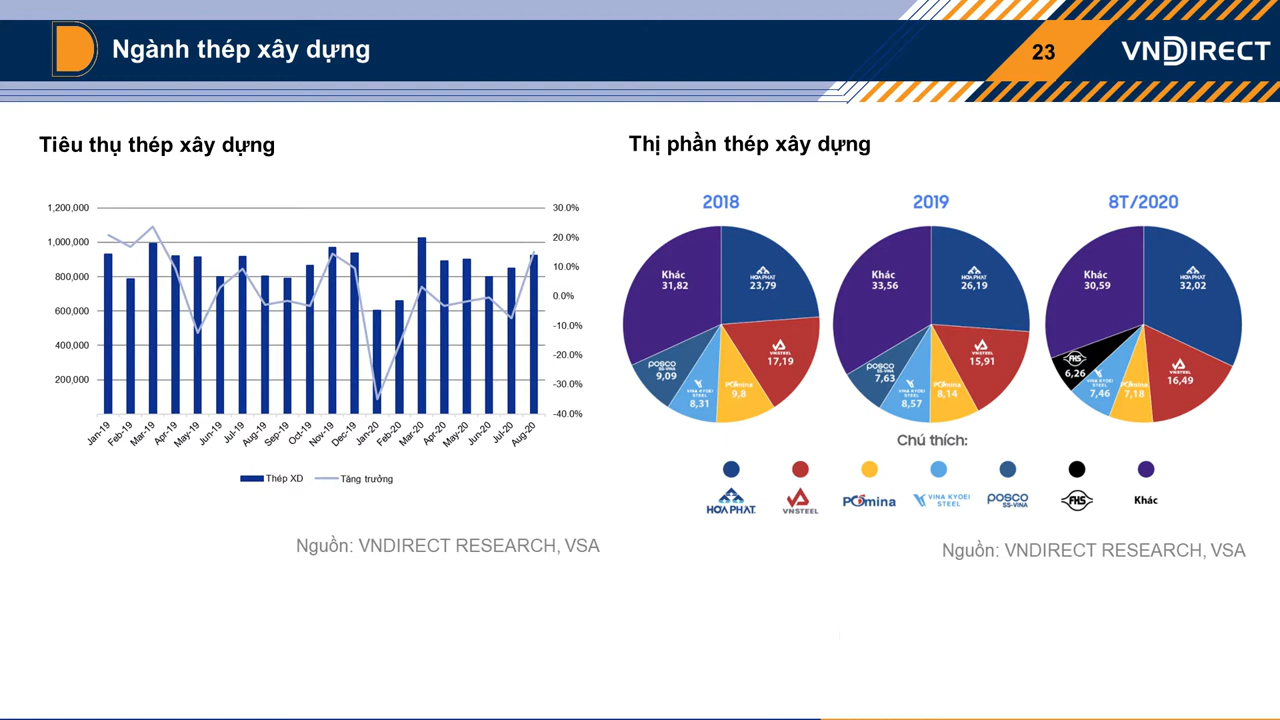 Ngành thép xây dựng
23
VNDIRECT
Tiêu thụ thép xây dựng
1,200,000
1,000,000
800,000
600,000
400,000
200,000
30.0%
20.0%
10.0%
0.0%
-10.0%
-20.0%
-30.0%
-40.0%
Jan-19
Feb-19
Mar-19
Apr-19
May-19
Jun-19
Jul-19
Aug-19
Sep-19
Oct-19
Nov-19
Dec-19
Jan-20
Feb-20
Mar-20
Apr-20
May-20
Jun-20
Jul-20
Aug-20
Thép XD
Tăng trưởng
Nguồn: VNDIRECT RESEARCH, VSA
Thị phần thép xây dựng
2018
Khác
31,82
HOA PHAT
23,79
VNSTEEL
17,19
POmina
9,8
VINA KYOEI
STEEL
8,31
posco
SS-VINA
9,09
2019
Khác
33,56
HOA PHAT
26,19
VNSTEEL
15,91
POmina
8,14
VINA KYOEI
STEEL
8,57
posco
SS-VINA
7,63
8T/2020
Khác
30,59
HOA PHAT
32,02
VNSTEEL
16,49
POmina
7,18
VINA KYOEI
STEEL
7,46
FHS
6,26
Chú thích:
HOA PHAT
VNSTEEL
POmina
VINA KYOEI
STEEL
posco
SS-VINA
FHS
Khác
Nguồn: VNDIRECT RESEARCH, VSA